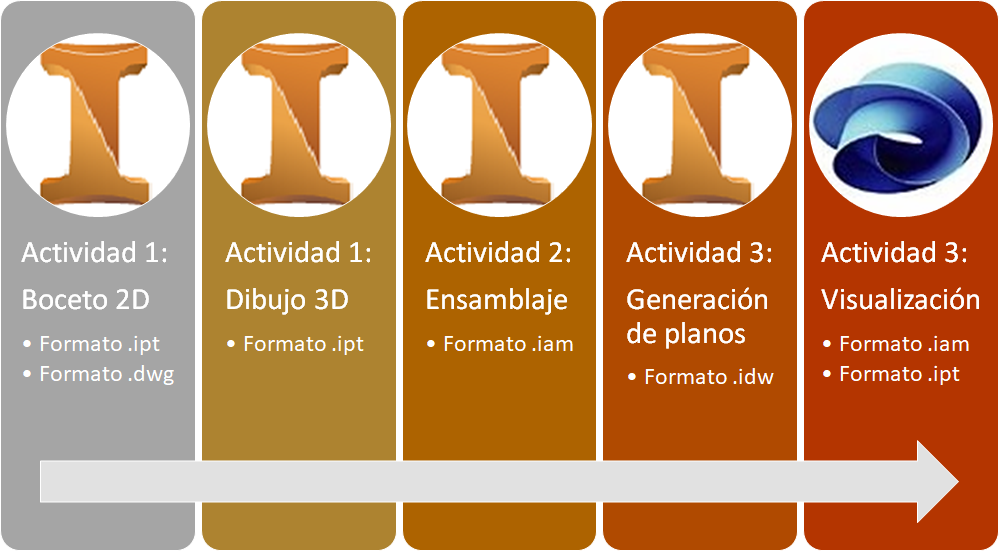 Actividad 1:
Boceto 2D
• Formato .ipt
• Formato .dwg
Actividad 1:
Dibujo 3D
• Formato .ipt
Actividad 2:
Ensamblaje
• Formato .iam
Actividad 3:
Generación
de planos
• Formato .idw
Actividad 3:
Visualización
• Formato .iam
• Formato .ipt